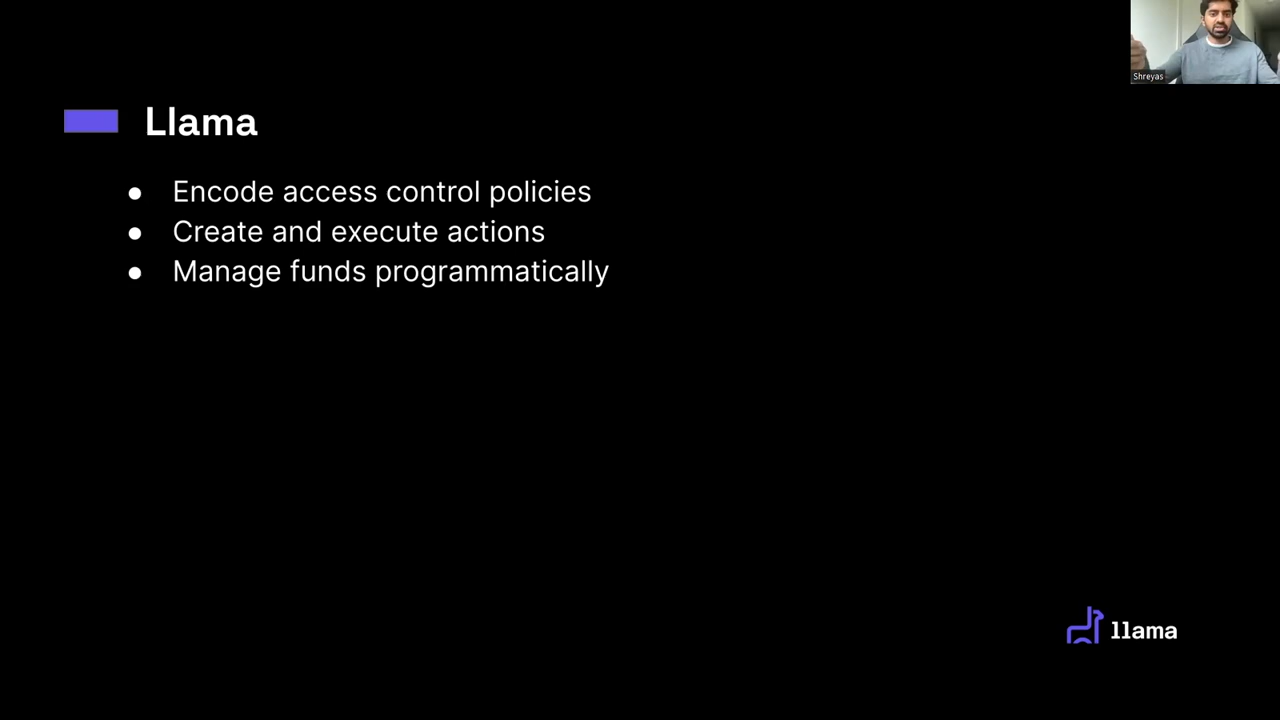 Shreyas
Llama
● Encode access control policies
● Create and execute actions
● Manage funds programmatically
llama